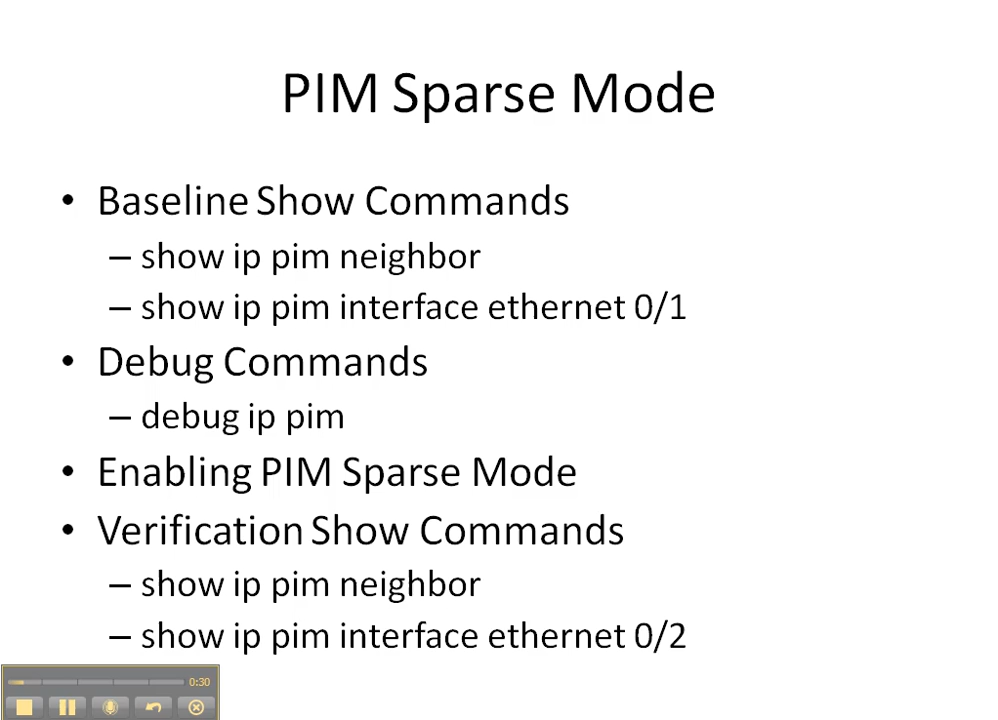 PIM Sparse Mode
• Baseline Show Commands
– show ip pim neighbor
– show ip pim interface ethernet 0/1
• Debug Commands
– debug ip pim
• Enabling PIM Sparse Mode
• Verification Show Commands
– show ip pim neighbor
– show ip pim interface ethernet 0/2
0:30